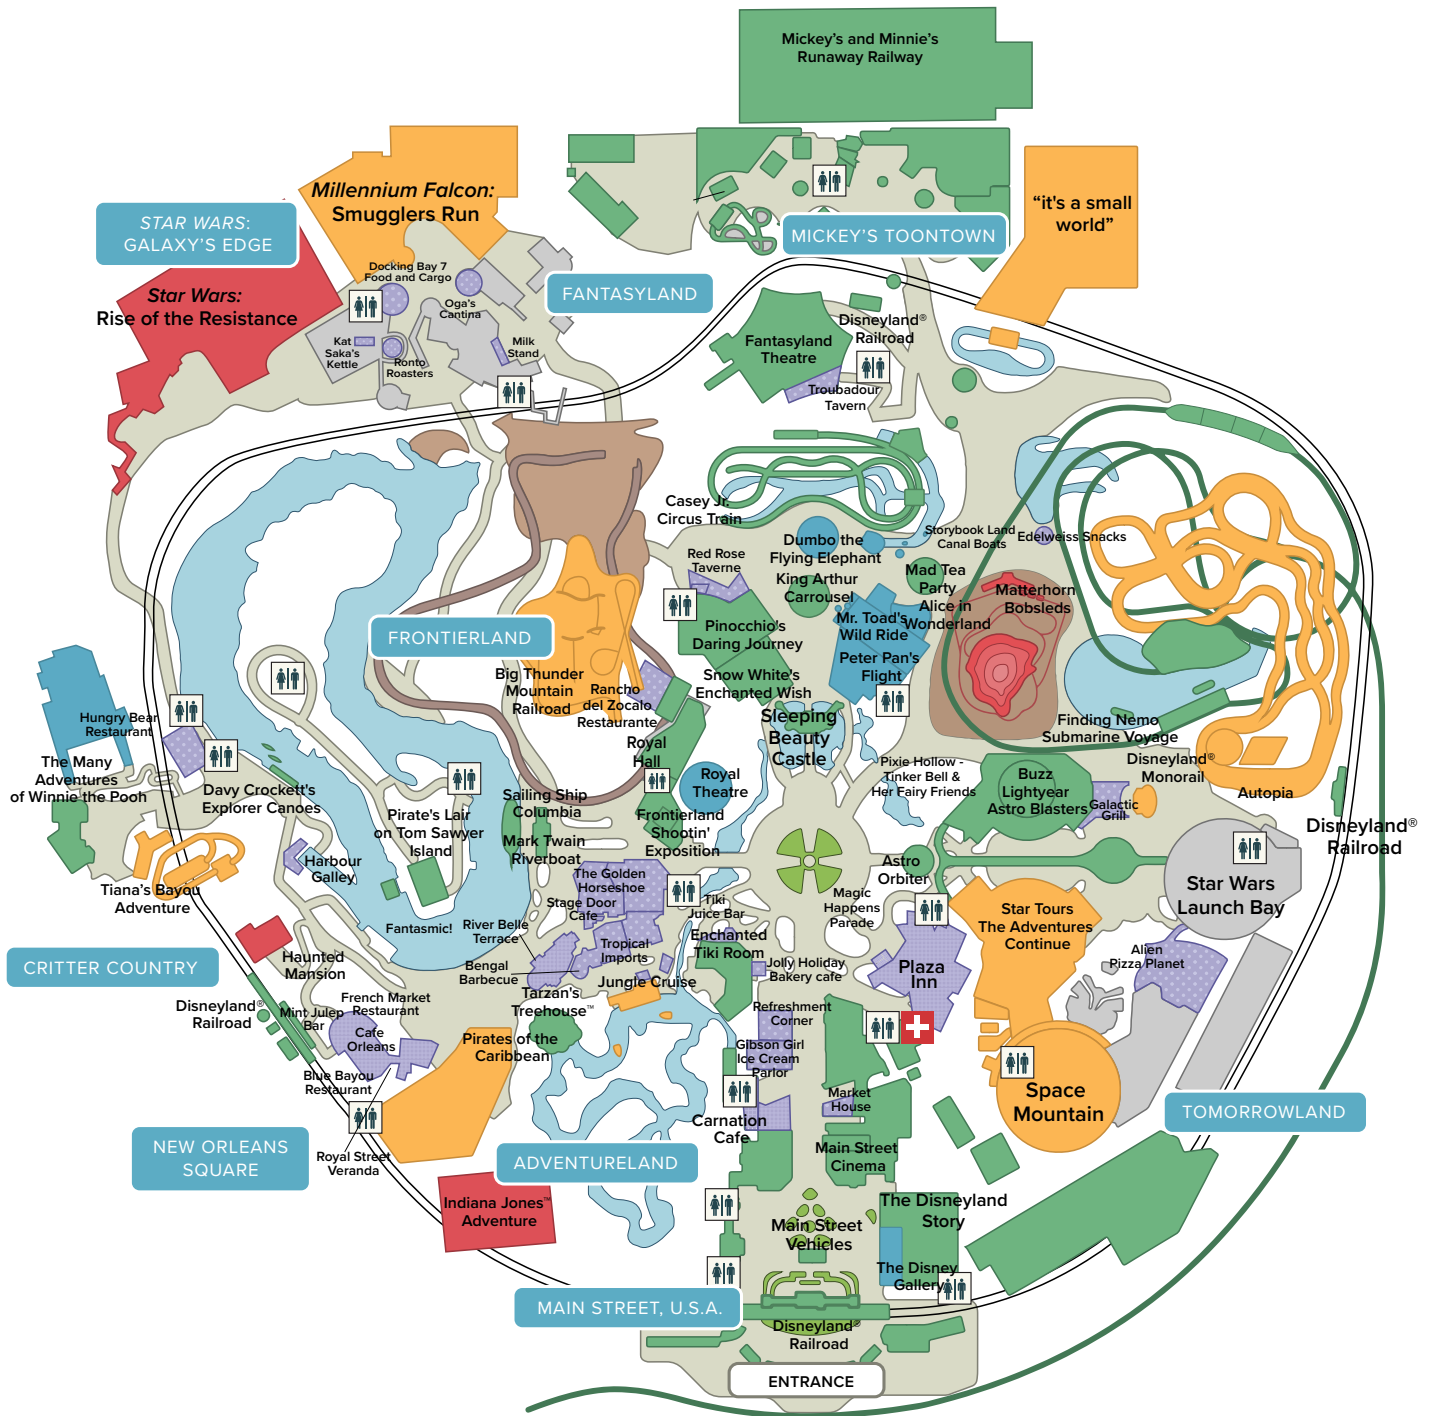 Mickey's and Minnie's
Runaway Railway
Millennium Falcon:
Smugglers Run
"it's a small
world"
STAR WARS:
GALAXY'S EDGE
MICKEY'S TOONTOWN
Docking Bay 7
Food and Cargo
FANTASYLAND
Star Wars:
Rise of the Resistance
Oga's
Cantina
Kat
Saka's
Kettle
Ronto
Roasters
Milk
Stand
Fantasyland
Theatre
Disneyland®
Railroad
Troubadour
Tavern
Casey Jr.
Circus Train
Dumbo the
Flying Elephant
Storybook Land
Canal Boats
Edelweiss Snacks
Red Rose
Taverne
King Arthur
Carrousel
Mad Tea
Party
Alice in
Wonderland
Matterhorn
Bobsleds
Mr. Toad's
Wild Ride
Pinocchio's
Daring Journey
Peter Pan's
Flight
FRONTIERLAND
Big Thunder
Mountain
Railroad
Rancho
del Zocalo
Restaurante
Snow White's
Enchanted Wish
Sleeping
Beauty
Castle
Hungry Bear
Restaurant
The Many
Adventures
of Winnie the Pooh
Davy Crockett's
Explorer Canoes
Royal
Hall
Royal
Theatre
Pixie Hollow -
Tinker Bell &
Her Fairy Friends
Finding Nemo
Submarine Voyage
Disneyland®
Monorail
Buzz
Lightyear
Astro Blasters
Galactic
Grill
Autopia
Disneyland®
Railroad
Pirate's Lair
on Tom Sawyer
Island
Sailing Ship
Columbia
Mark Twain
Riverboat
Frontierland
Shootin'
Exposition
Harbour
Galley
Tiana's Bayou
Adventure
The Golden
Horseshoe
Stage Door
Cafe
Astro
Orbiter
Star Wars
Launch Bay
Tiki
Juice Bar
Magic
Happens
Parade
Star Tours
The Adventures
Continue
Fantasmic!
River Belle
Terrace
Enchanted
Tiki Room
Tropical
Imports
Alien
Pizza Planet
CRITTER COUNTRY
Haunted
Mansion
Bengal
Barbecue
Jungle Cruise
Jolly Holiday
Bakery cafe
Plaza
Inn
Tarzan's
Treehouse™
Disneyland®
Railroad
Mint Julep
Bar
French Market
Restaurant
Cafe
Orleans
Refreshment
Corner
Pirates of the
Caribbean
Gibson Girl
Ice Cream
Parlor
Blue Bayou
Restaurant
Market
House
Space
Mountain
TOMORROWLAND
Carnation
Cafe
NEW ORLEANS
SQUARE
Royal Street
Veranda
ADVENTURELAND
Main Street
Cinema
Indiana Jones™
Adventure
The Disneyland
Story
Main Street
Vehicles
The Disney
Gallery
MAIN STREET, U.S.A.
Disneyland®
Railroad
ENTRANCE